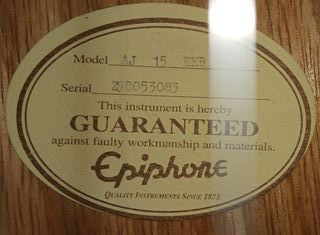 Model AJ 15 EEB
Serial Z98053083
This instrument is hereby
GUARANTEED
against faulty workmanship and materials.
Epiphone
QUALITY INSTRUMENTS SINCE 1873